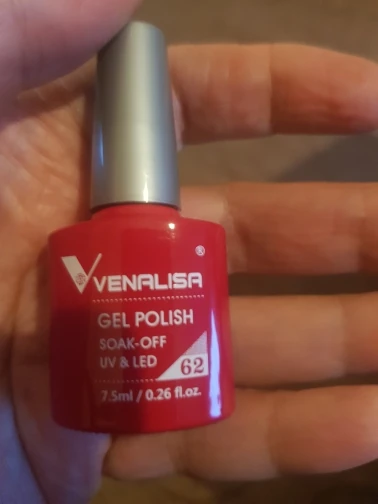 ®
VENALISA
GEL POLISH
SOAK-OFF
UV & LED
62
7.5ml / 0.26 fl.oz.